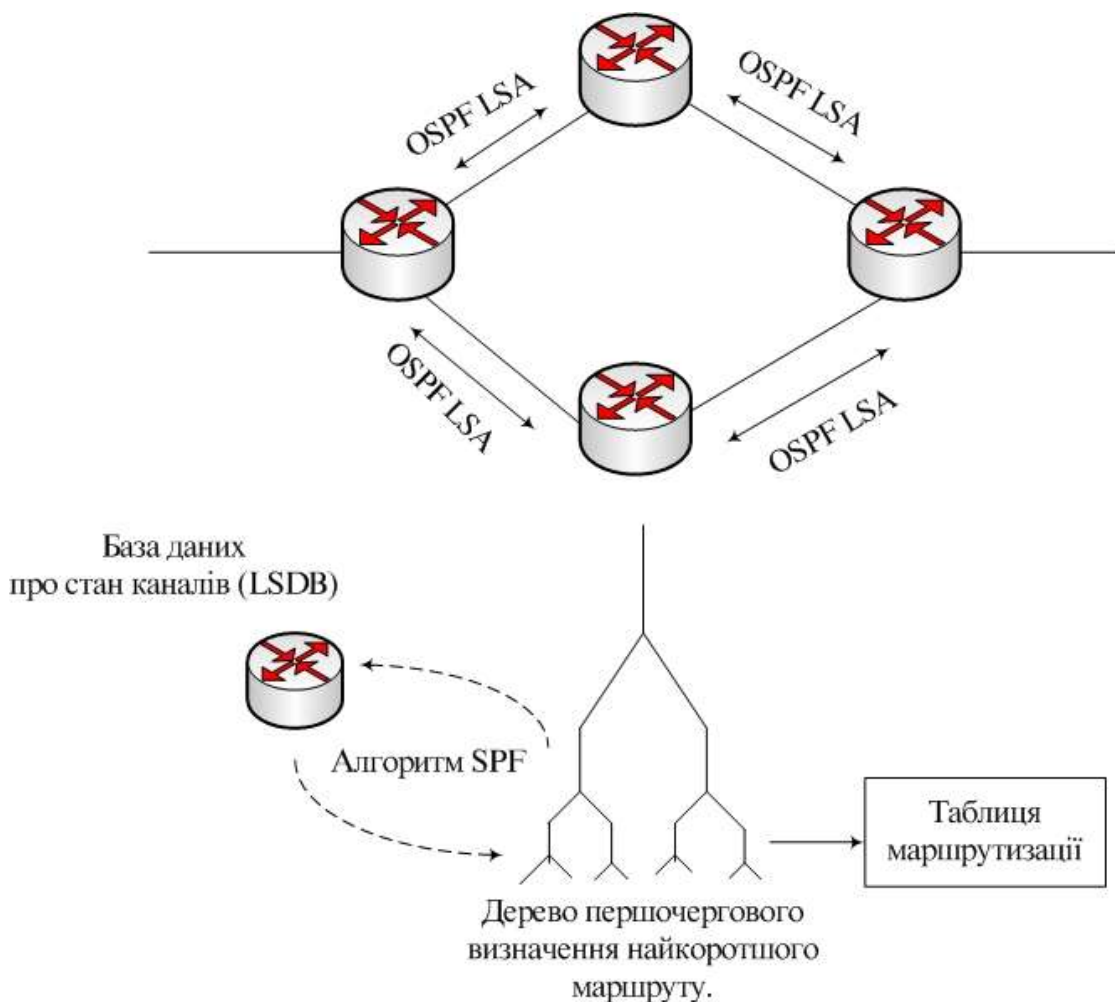 OSPF LSA
OSPF LSA
OSPF LSA
OSPF LSA
База даних
про стан каналів (LSDB)
Алгоритм SPF
Таблиця
маршрутизації
Дерево першочергового
визначення найкоротшого
маршруту.